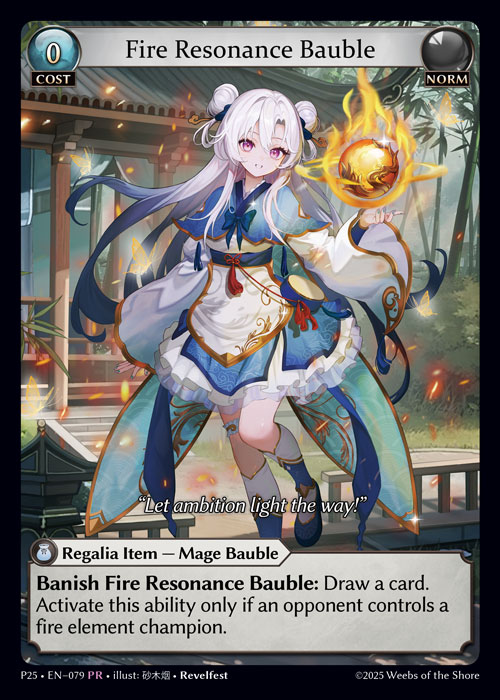 0
COST
Fire Resonance Bauble
NORM
“Let ambition light the way!”
Regalia Item — Mage Bauble
Banish Fire Resonance Bauble: Draw a card.
Activate this ability only if an opponent controls a
fire element champion.
P25 • EN–079 PR • illust: 砂木烟 • Revelfest
©2025 Weebs of the Shore